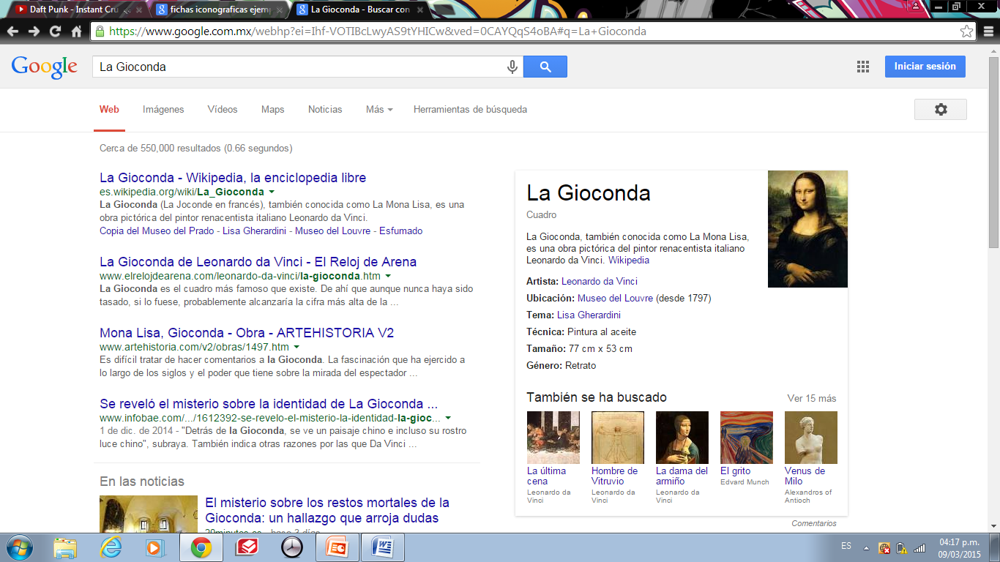 Daft Punk - Instant Cru
fichas iconograficas ejem
La Gioconda - Buscar con
https://www.google.com.mx/webhp?ei=Ihf-VOTIBcLwyAS9tYHICw&ved=0CAYQqS4oBA#q=La+Gioconda
Google
La Gioconda
Iniciar sesión
Web Imágenes Vídeos Maps Noticias Más Herramientas de búsqueda
Cerca de 550,000 resultados (0.66 segundos)
La Gioconda - Wikipedia, la enciclopedia libre
es.wikipedia.org/wiki/La_Gioconda
La Gioconda (La Joconde en francés), también conocida como La Mona Lisa, es una
obra pictórica del pintor renacentista italiano Leonardo da Vinci.
Copia del Museo del Prado - Lisa Gherardini - Museo del Louvre - Esfumado
La Gioconda de Leonardo da Vinci - El Reloj de Arena
www.elrelojdearena.com/leonardo-da-vinci/la-gioconda.htm
La Gioconda es el cuadro más famoso que existe. De ahí que aunque nunca haya sido
tasado, si lo fuese, probablemente alcanzaría la cifra más alta de la ...
Mona Lisa, Gioconda - Obra - ARTEHISTORIA V2
www.artehistoria.com/v2/obras/1497.htm
Es difícil tratar de hacer comentarios a la Gioconda. La fascinación que ha ejercido a
lo largo de los siglos y el poder que tiene sobre la mirada del espectador ...
Se reveló el misterio sobre la identidad de La Gioconda ...
www.infobae.com/.../1612392-se-revelo-el-misterio-la-identidad-la-gioc...
1 de dic. de 2014 - "Detrás de la Gioconda, se ve un paisaje chino e incluso su rostro
luce chino", subraya. También indica otras razones por las que Da Vinci ...
En las noticias
El misterio sobre los restos mortales de la
Gioconda: un hallazgo que arroja dudas
20minutos.es - hace 3 días
La Gioconda
Cuadro
La Gioconda, también conocida como La Mona Lisa,
es una obra pictórica del pintor renacentista italiano
Leonardo da Vinci. Wikipedia
Artista: Leonardo da Vinci
Ubicación: Museo del Louvre (desde 1797)
Tema: Lisa Gherardini
Técnica: Pintura al aceite
Tamaño: 77 cm x 53 cm
Género: Retrato
También se ha buscado
Ver 15 más
La última
cena
Leonardo da
Vinci
Hombre de
Vitruvio
Leonardo da
Vinci
La dama del
armiño
Leonardo da
Vinci
El grito
Edvard Munch
Venus de
Milo
Alexandros of
Antioch
Comentarios
ES
04:17 p.m.
09/03/2015